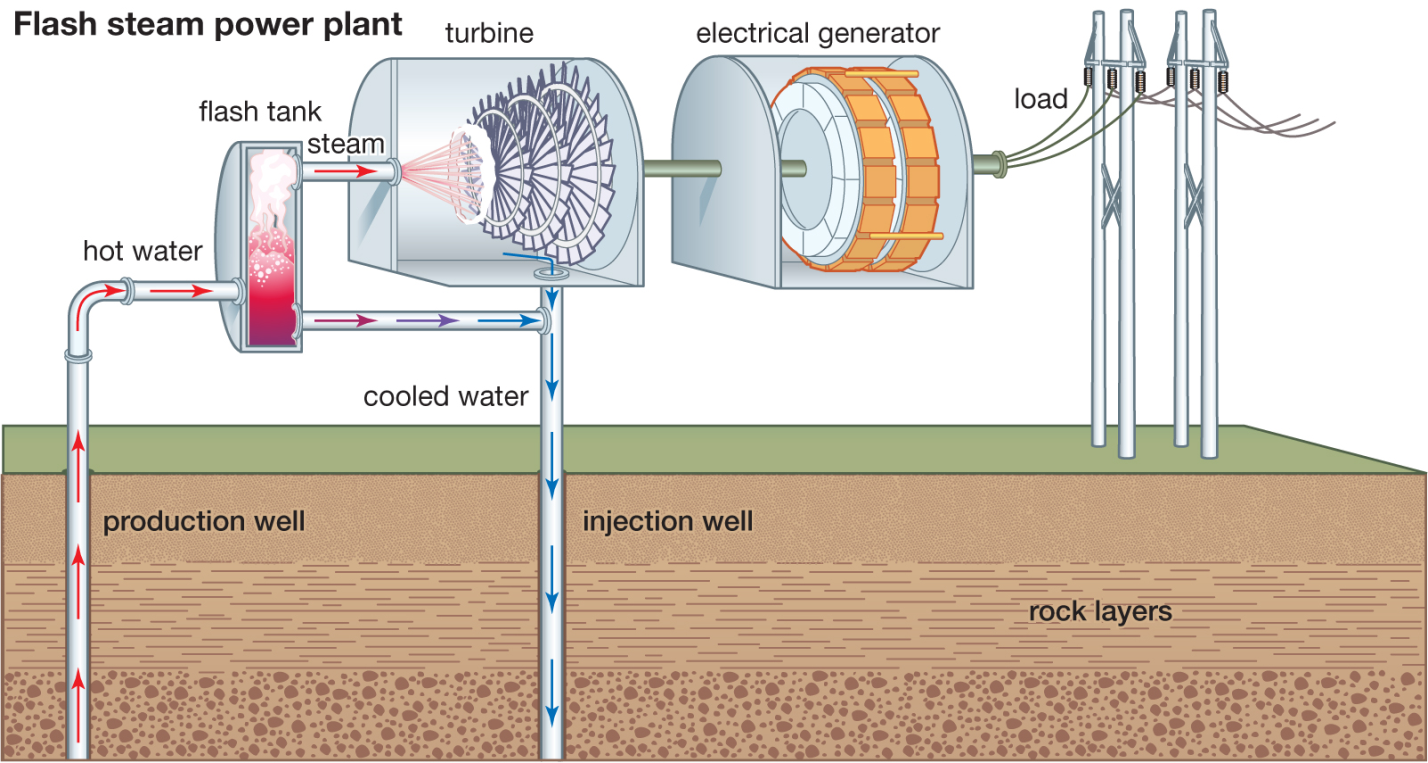 Flash steam power plant
turbine
electrical generator
flash tank
steam
load
hot water
cooled water
production well
injection well
rock layers